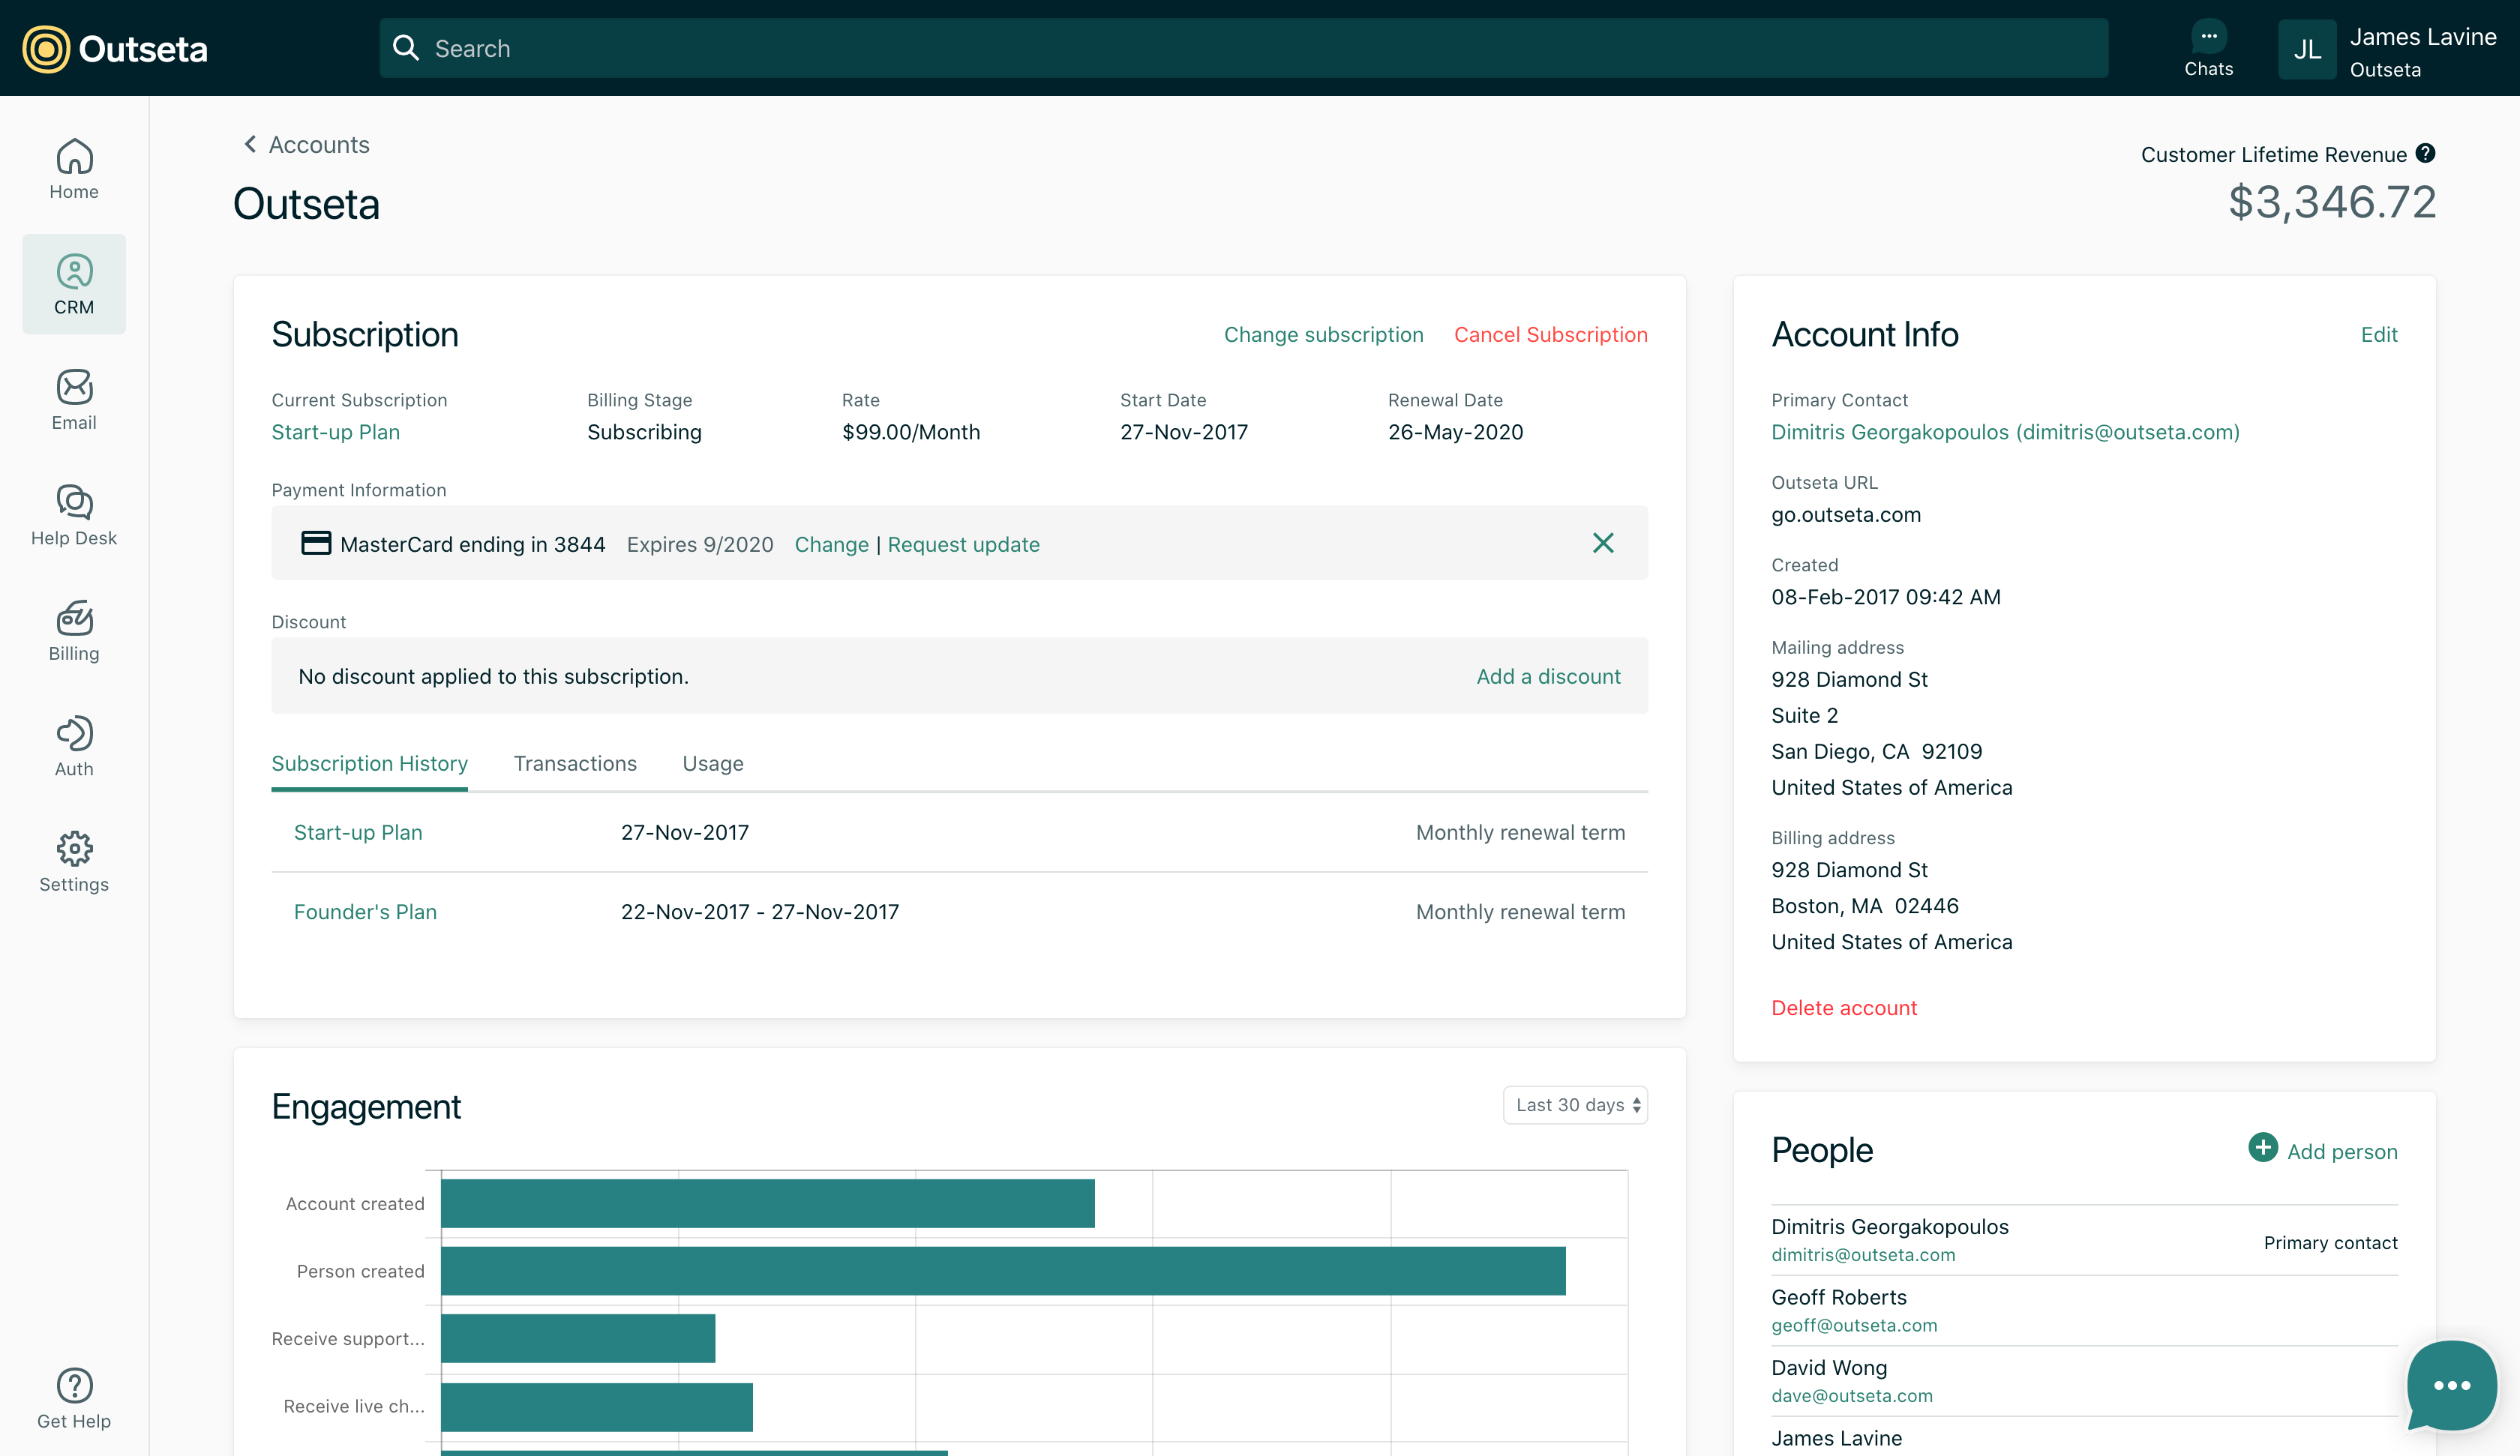 Outseta
Search
Chats
JL
James Lavine
Outseta
Home
CRM
Email
Help Desk
Billing
Auth
Settings
Get Help
Accounts
Outseta
Customer Lifetime Revenue ?
$3,346.72
Subscription
Change subscription
Cancel Subscription
Current Subscription
Start-up Plan
Billing Stage
Subscribing
Rate
$99.00/Month
Start Date
27-Nov-2017
Renewal Date
26-May-2020
Payment Information
MasterCard ending in 3844 Expires 9/2020 Change | Request update
Discount
No discount applied to this subscription. Add a discount
Subscription History Transactions Usage
Start-up Plan 27-Nov-2017 Monthly renewal term
Founder's Plan 22-Nov-2017 - 27-Nov-2017 Monthly renewal term
Engagement
Last 30 days
Account created
Person created
Receive support...
Receive live ch...
Account Info
Edit
Primary Contact
Dimitris Georgakopoulos (dimitris@outseta.com)
Outseta URL
go.outseta.com
Created
08-Feb-2017 09:42 AM
Mailing address
928 Diamond St
Suite 2
San Diego, CA 92109
United States of America
Billing address
928 Diamond St
Boston, MA 02446
United States of America
Delete account
People
Add person
Dimitris Georgakopoulos
dimitris@outseta.com
Primary contact
Geoff Roberts
geoff@outseta.com
David Wong
dave@outseta.com
James Lavine